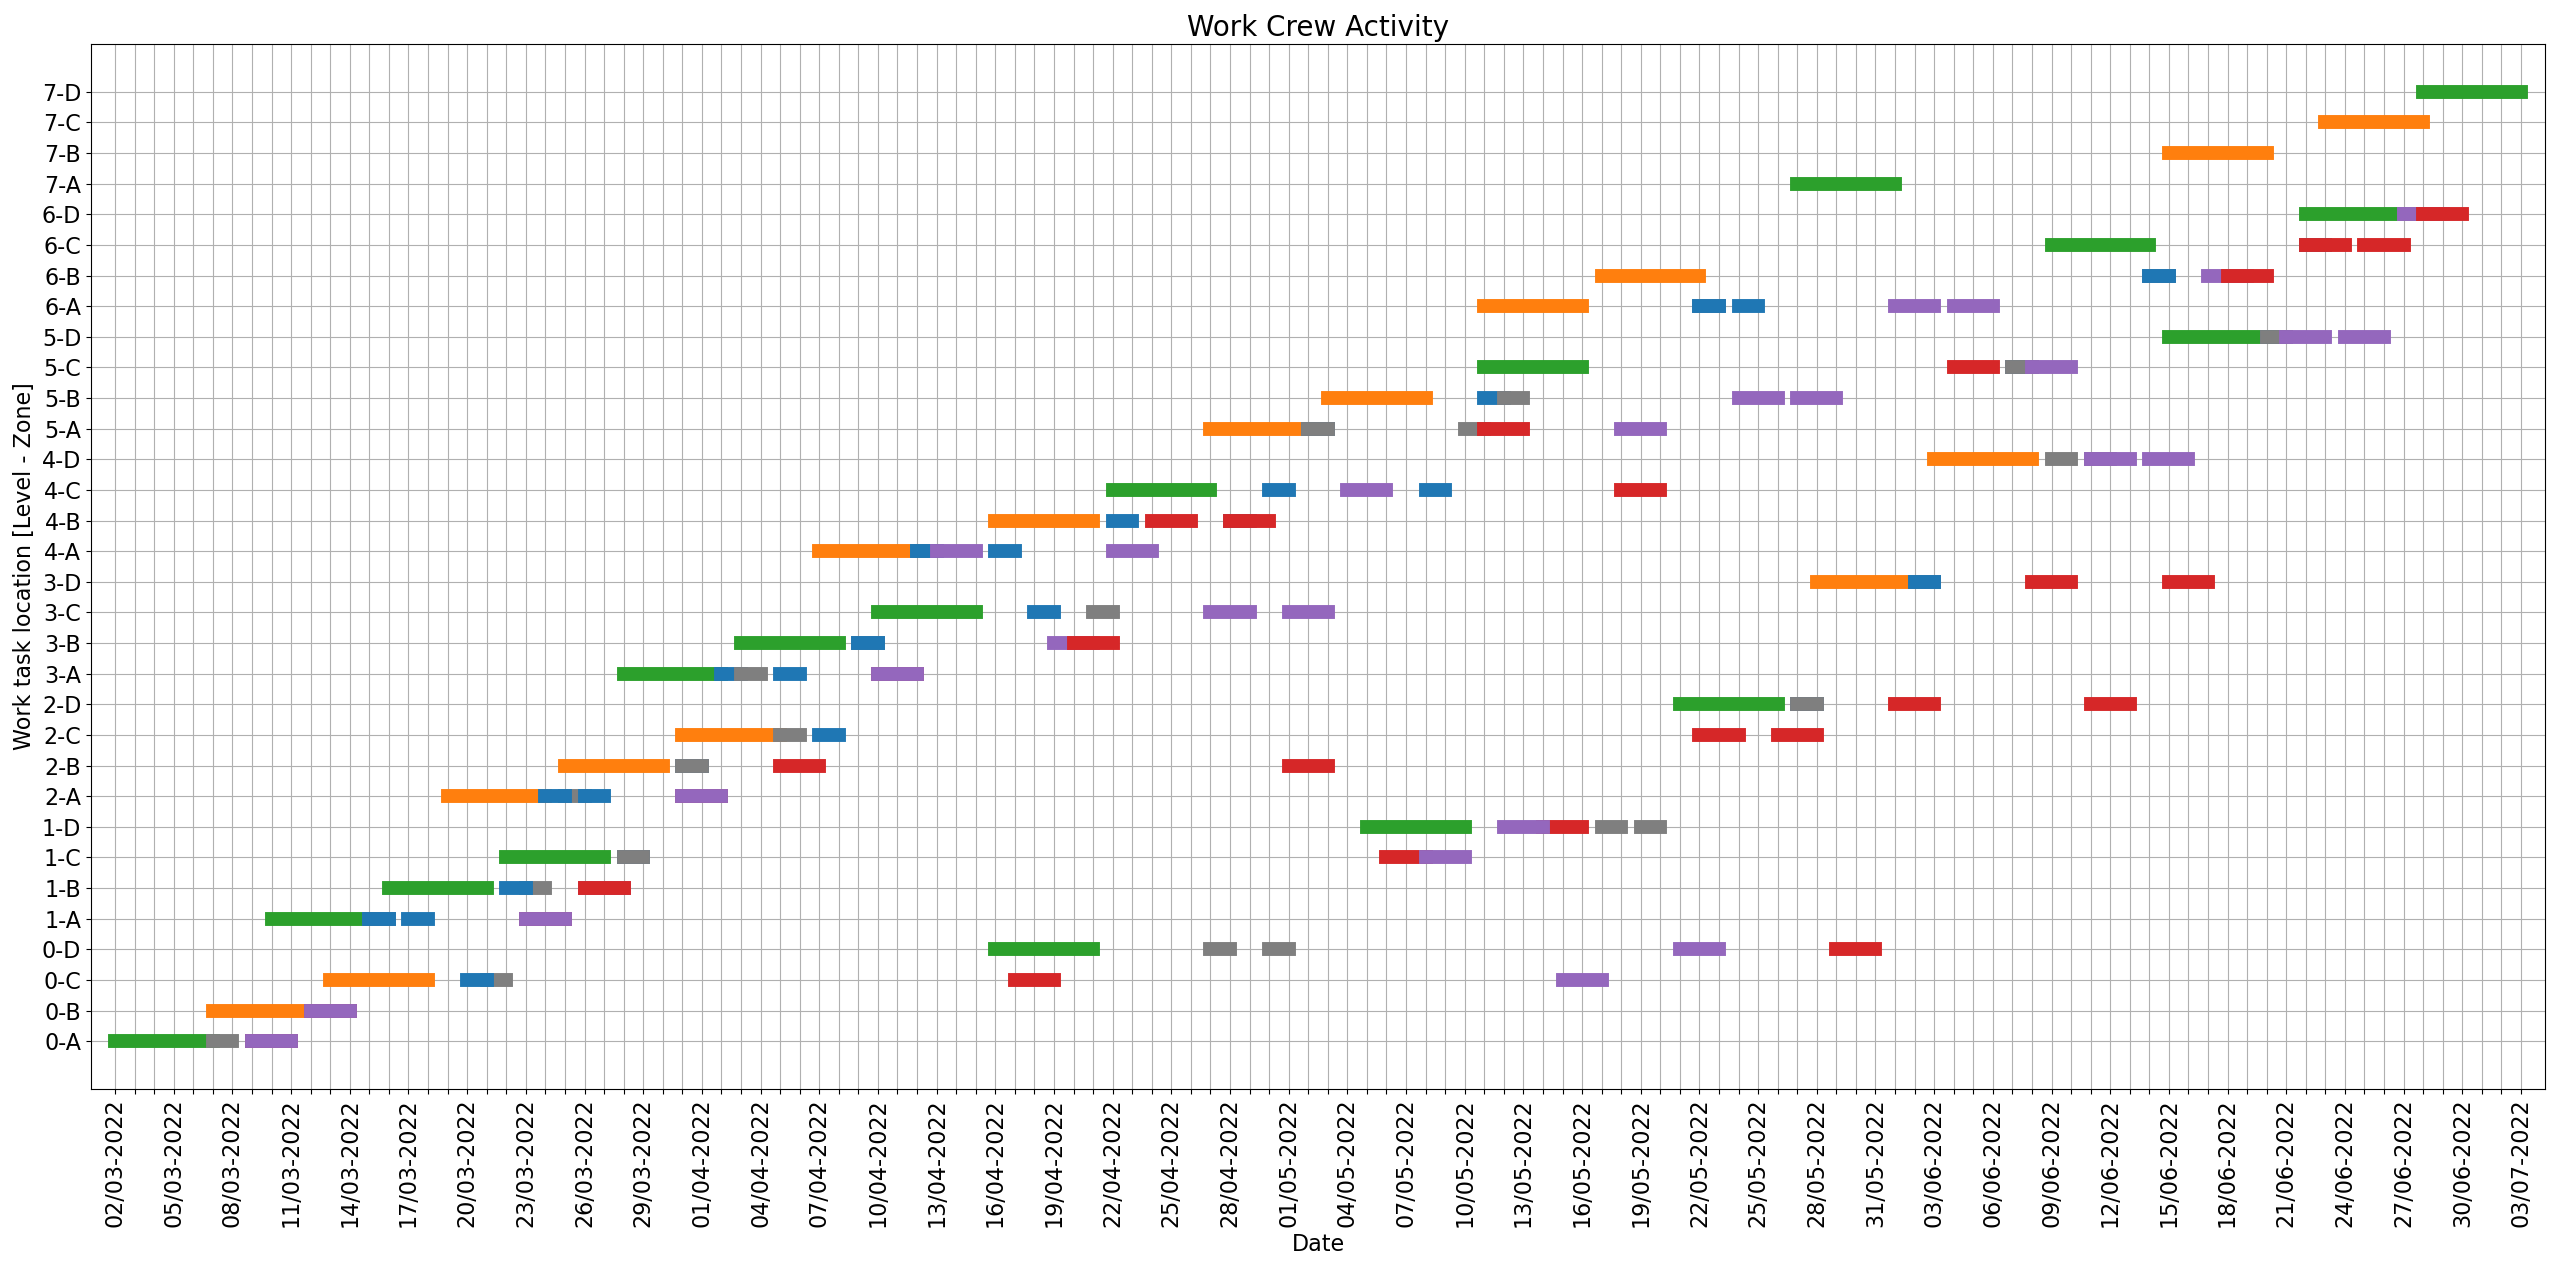 Work Crew Activity
Work task location [Level - Zone]
7-D
7-C
7-B
7-A
6-D
6-C
6-B
6-A
5-D
5-C
5-B
5-A
4-D
4-C
4-B
4-A
3-D
3-C
3-B
3-A
2-D
2-C
2-B
2-A
1-D
1-C
1-B
1-A
0-D
0-C
0-B
0-A
02/03-2022
05/03-2022
08/03-2022
11/03-2022
14/03-2022
17/03-2022
20/03-2022
23/03-2022
26/03-2022
29/03-2022
01/04-2022
04/04-2022
07/04-2022
10/04-2022
13/04-2022
16/04-2022
19/04-2022
22/04-2022
25/04-2022
28/04-2022
01/05-2022
04/05-2022
07/05-2022
10/05-2022
13/05-2022
16/05-2022
19/05-2022
22/05-2022
25/05-2022
28/05-2022
31/05-2022
03/06-2022
06/06-2022
09/06-2022
12/06-2022
15/06-2022
18/06-2022
21/06-2022
24/06-2022
27/06-2022
30/06-2022
03/07-2022
Date